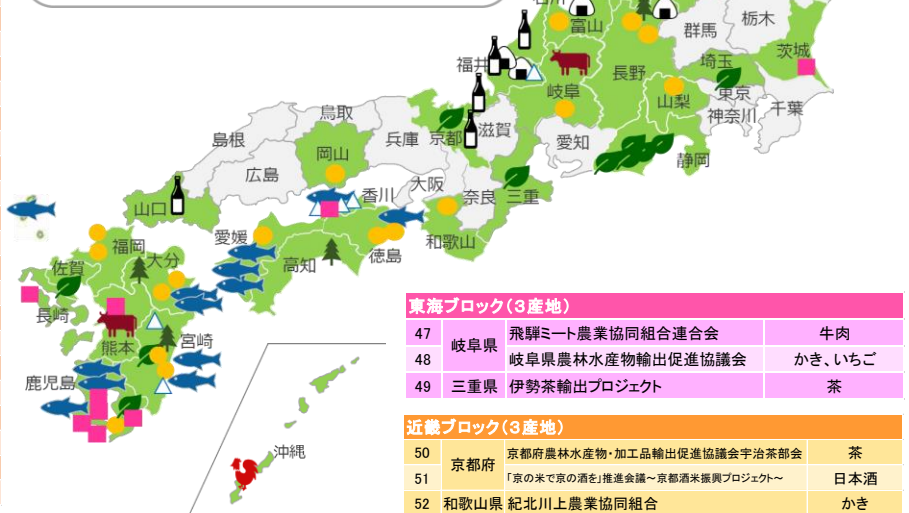 石川
富山
群馬
栃木
茨城
福井
長野
埼玉
岐阜
山梨
東京
神奈川
千葉
鳥取
島根
岡山
兵庫
京都
滋賀
愛知
静岡
広島
大阪
奈良
三重
香川
山口
和歌山
愛媛
高知
徳島
福岡
佐賀
大分
長崎
熊本
宮崎
鹿児島
沖縄
東海ブロック(3産地)
47 岐阜県 飛騨ミート農業協同組合連合会 牛肉
48 岐阜県農林水産物輸出促進協議会 かき、いちご
49 三重県 伊勢茶輸出プロジェクト 茶
近畿ブロック(3産地)
50 京都府 京都府農林水産物・加工品輸出促進協議会宇治茶部会 茶
51 「京の米で京の酒を」推進会議~京都酒米振興プロジェクト~ 日本酒
52 和歌山県 紀北川上農業協同組合 かき